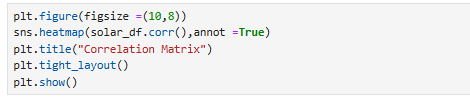 plt.figure(figsize =(10,8))
sns.heatmap(solar_df.corr(),annot =True)
plt.title("Correlation Matrix")
plt.tight_layout()
plt.show()